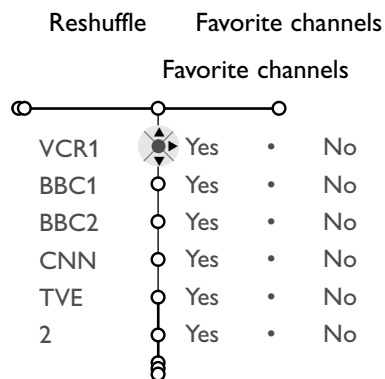 Reshuffle Favorite channels
Favorite channels
VCR1 Yes • No
BBC1 Yes • No
BBC2 Yes • No
CNN Yes • No
TVE Yes • No
2 Yes • No